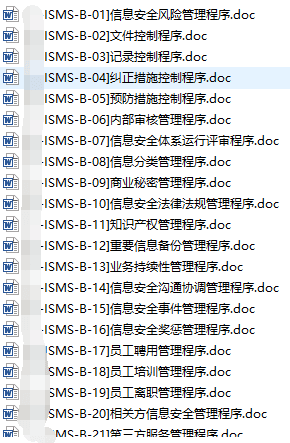 ISMS-B-01]信息安全风险管理程序.doc
ISMS-B-02]文件控制程序.doc
ISMS-B-03]记录控制程序.doc
ISMS-B-04]纠正措施控制程序.doc
ISMS-B-05]预防措施控制程序.doc
ISMS-B-06]内部审核管理程序.doc
ISMS-B-07]信息安全体系运行评审程序.doc
ISMS-B-08]信息分类管理程序.doc
ISMS-B-09]商业秘密管理程序.doc
ISMS-B-10]信息安全法律法规管理程序.doc
-ISMS-B-11]知识产权管理程序.doc
-ISMS-B-12]重要信息备份管理程序.doc
-ISMS-B-13]业务持续性管理程序.doc
-ISMS-B-14]信息安全沟通协调管理程序.doc
-ISMS-B-15]信息安全事件管理程序.doc
-ISMS-B-16]信息安全奖惩管理程序.doc
ISMS-B-17]员工聘用管理程序.doc
ISMS-B-18]员工培训管理程序.doc
ISMS-B-19]员工离职管理程序.doc
SMS-B-20]相关方信息安全管理程序.doc
SMS-B-21]第三方服务管理程序.doc